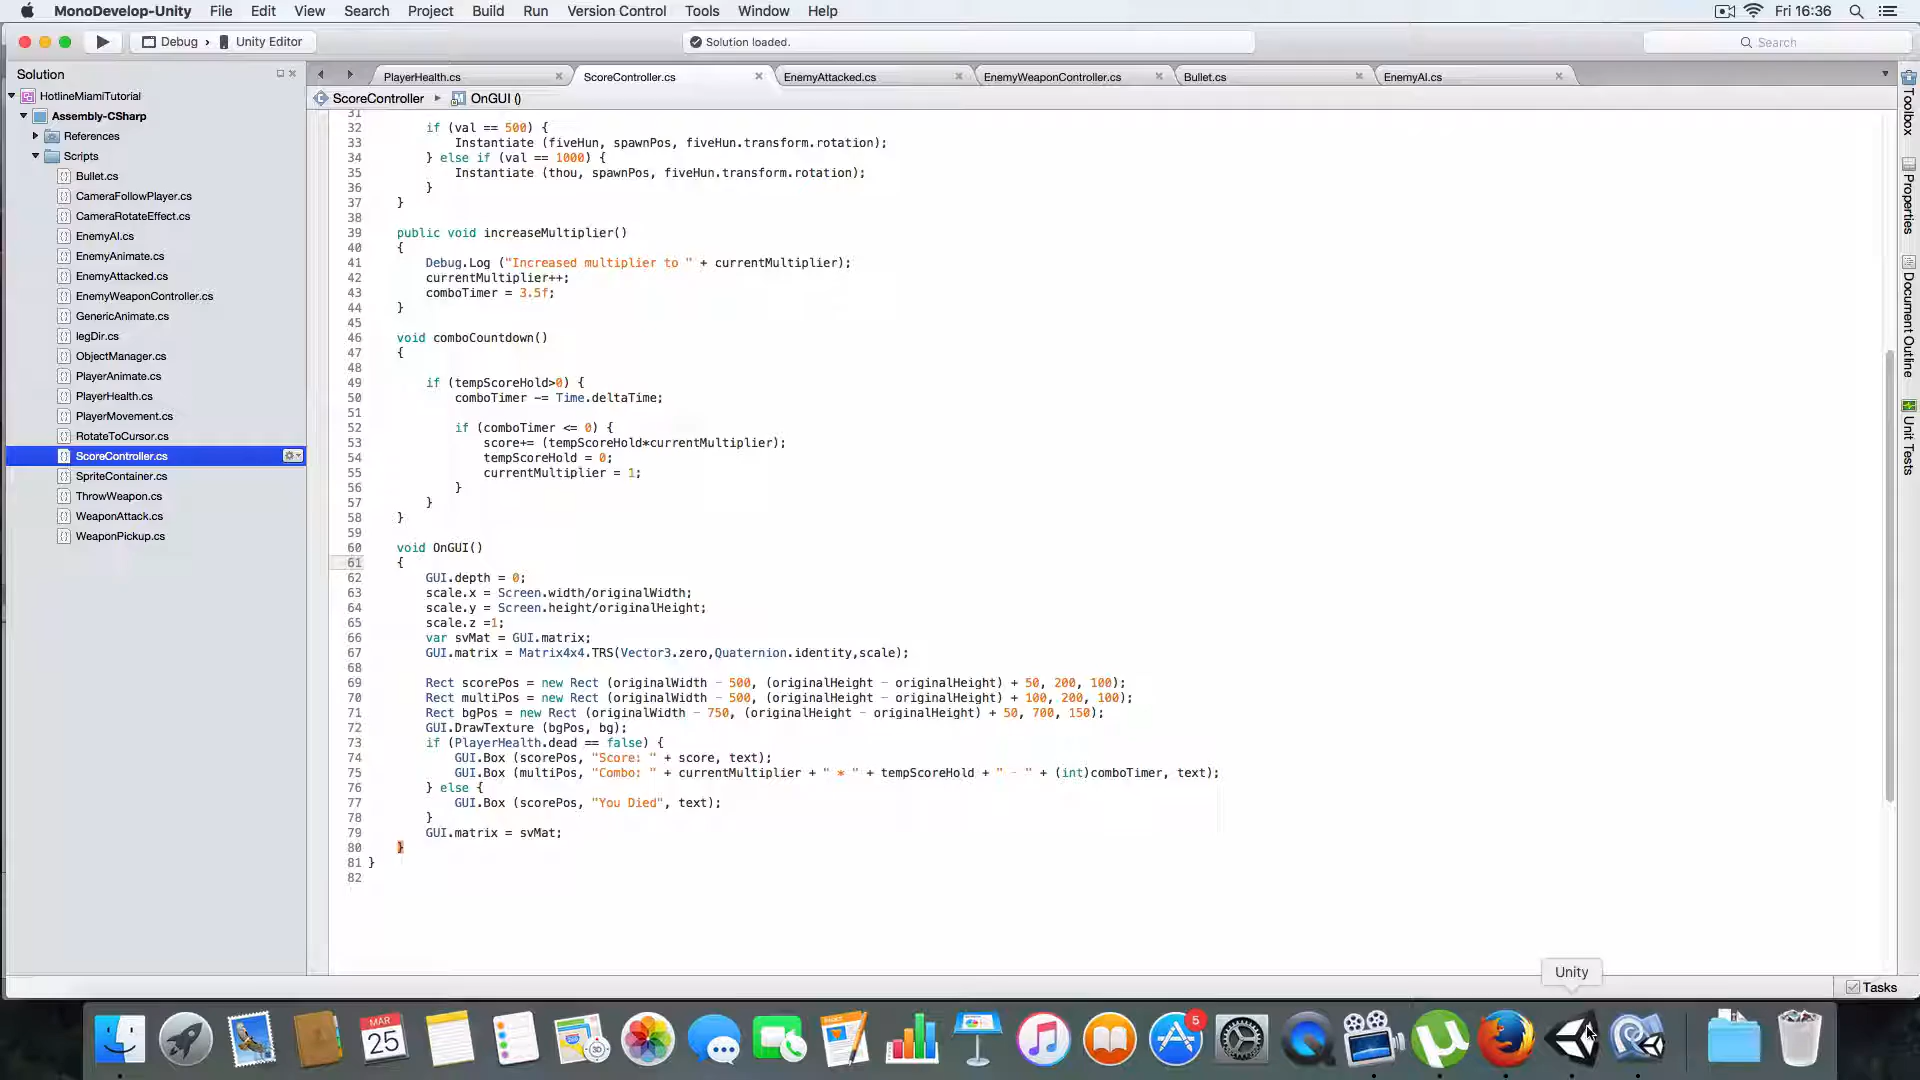 MonoDevelop-Unity File Edit View Search Project Build Run Version Control Tools Window Help Fri 16:36
Debug › Unity Editor Solution loaded. Search
Solution PlayerHealth.cs ScoreController.cs EnemyAttacked.cs EnemyWeaponController.cs Bullet.cs EnemyAI.cs
ScoreController ▸ OnGUI ()
HotlineMiamiTutorial
Assembly-CSharp
References
Scripts
Bullet.cs
CameraFollowPlayer.cs
CameraRotateEffect.cs
EnemyAI.cs
EnemyAnimate.cs
EnemyAttacked.cs
EnemyWeaponController.cs
GenericAnimate.cs
legDir.cs
ObjectManager.cs
PlayerAnimate.cs
PlayerHealth.cs
PlayerMovement.cs
RotateToCursor.cs
ScoreController.cs
SpriteContainer.cs
ThrowWeapon.cs
WeaponAttack.cs
WeaponPickup.cs
31
32 if (val == 500) {
33 Instantiate (fiveHun, spawnPos, fiveHun.transform.rotation);
34 } else if (val == 1000) {
35 Instantiate (thou, spawnPos, fiveHun.transform.rotation);
36 }
37 }
38
39 public void increaseMultiplier()
40 {
41 Debug.Log ("Increased multiplier to " + currentMultiplier);
42 currentMultiplier++;
43 comboTimer = 3.5f;
44 }
45
46 void comboCountdown()
47 {
48
49 if (tempScoreHold>0) {
50 comboTimer -= Time.deltaTime;
51
52 if (comboTimer <= 0) {
53 score+= (tempScoreHold*currentMultiplier);
54 tempScoreHold = 0;
55 currentMultiplier = 1;
56 }
57 }
58 }
59
60 void OnGUI()
61 {
62 GUI.depth = 0;
63 scale.x = Screen.width/originalWidth;
64 scale.y = Screen.height/originalHeight;
65 scale.z =1;
66 var svMat = GUI.matrix;
67 GUI.matrix = Matrix4x4.TRS(Vector3.zero,Quaternion.identity,scale);
68
69 Rect scorePos = new Rect (originalWidth - 500, (originalHeight - originalHeight) + 50, 200, 100);
70 Rect multiPos = new Rect (originalWidth - 500, (originalHeight - originalHeight) + 100, 200, 100);
71 Rect bgPos = new Rect (originalWidth - 750, (originalHeight - originalHeight) + 50, 700, 150);
72 GUI.DrawTexture (bgPos, bg);
73 if (PlayerHealth.dead == false) {
74 GUI.Box (scorePos, "Score: " + score, text);
75 GUI.Box (multiPos, "Combo: " + currentMultiplier + " * " + tempScoreHold + " - " + (int)comboTimer, text);
76 } else {
77 GUI.Box (scorePos, "You Died", text);
78 }
79 GUI.matrix = svMat;
80 }
81 }
82
Toolbox
Properties
Document Outline
Unit Tests
Unity
Tasks
MAR
25
5